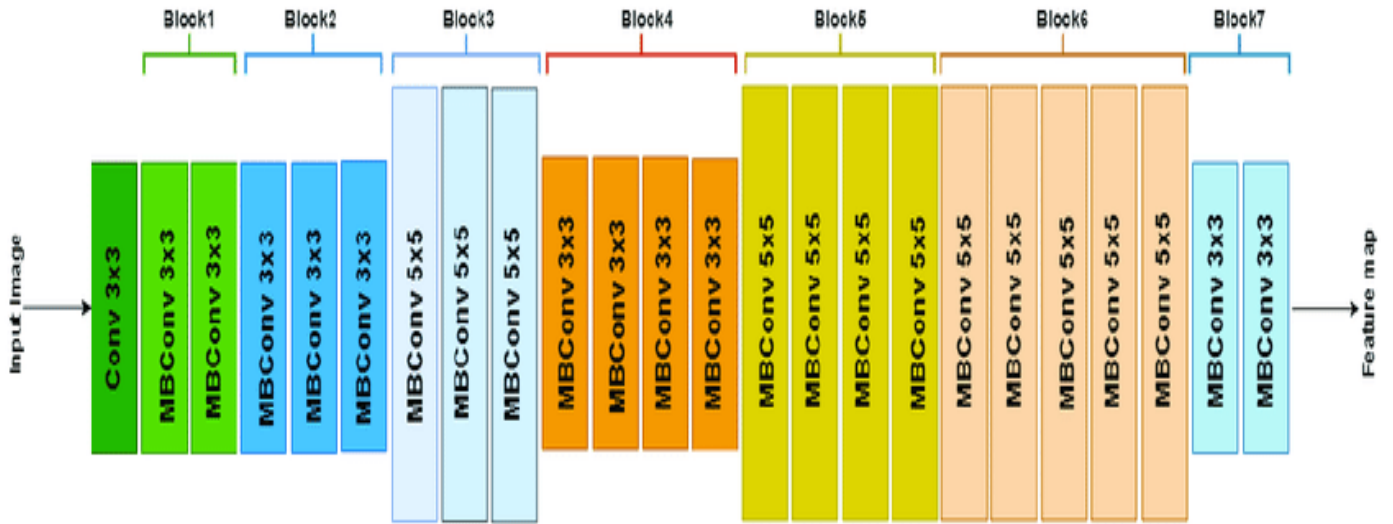 Block1
Block2
Block3
Block4
Block5
Block6
Block7
Input Image
Conv 3x3
MBConv 3x3
MBConv 3x3
MBConv 3x3
MBConv 3x3
MBConv 3x3
MBConv 5x5
MBConv 5x5
MBConv 5x5
MBConv 3x3
MBConv 3x3
MBConv 3x3
MBConv 3x3
MBConv 5x5
MBConv 5x5
MBConv 5x5
MBConv 5x5
MBConv 5x5
MBConv 5x5
MBConv 5x5
MBConv 5x5
MBConv 5x5
MBConv 3x3
MBConv 3x3
Feature map